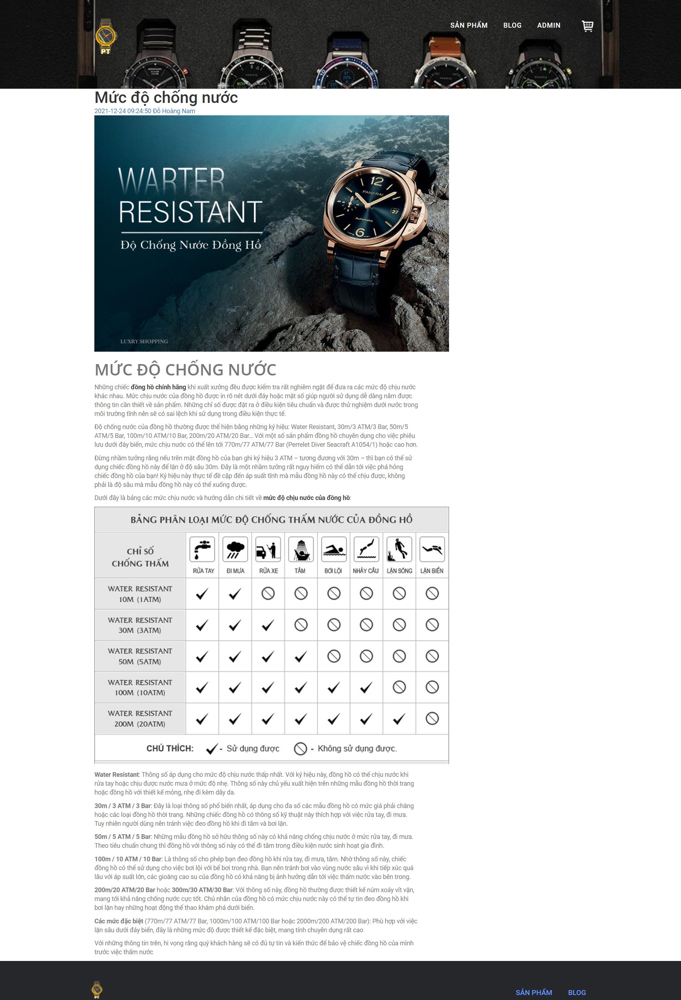 SẢN PHẨM BLOG ADMIN
PT
Mức độ chống nước
2021-12-24 09:24:50 Đỗ Hoàng Nam
WARTER
RESISTANT
Độ Chống Nước Đồng Hồ
12
PANERAI
27
Automatic
6
REG
T M
LUXRY SHOPPING
MỨC ĐỘ CHỐNG NƯỚC
Những chiếc đồng hồ chính hãng khi xuất xưởng đều được kiểm tra rất nghiêm ngặt để đưa ra các mức độ chịu nước
khác nhau. Mức chịu nước của đồng hồ được in rõ nét dưới đáy hoặc mặt số giúp người sử dụng dễ dàng nắm được
thông tin cần thiết về sản phẩm. Những chỉ số được đặt ra ở điều kiện tiêu chuẩn và được thử nghiệm dưới nước trong
môi trường tĩnh nên sẽ có sai lệch khi sử dụng trong điều kiện thực tế.
Độ chống nước của đồng hồ thường được thể hiện bằng những ký hiệu: Water Resistant, 30m/3 ATM/3 Bar, 50m/5
ATM/5 Bar, 100m/10 ATM/10 Bar, 200m/20 ATM/20 Bar… Với một số sản phẩm đồng hồ chuyên dụng cho việc phiêu
lưu dưới đáy biển, mức chịu nước có thể lên tới 770m/77 ATM/77 Bar (Perrelet Diver Seacraft A1054/1) hoặc cao hơn.
Đừng nhầm tưởng rằng nếu trên mặt đồng hồ của bạn ghi ký hiệu 3 ATM – tương đương với 30m – thì bạn có thể sử
dụng chiếc đồng hồ này để lặn ở độ sâu 30m. Đây là một nhầm tưởng rất nguy hiểm có thể dẫn tới việc phá hỏng
chiếc đồng hồ của bạn! Ký hiệu này thực tế đề cập đến áp suất tĩnh mà mẫu đồng hồ này có thể chịu được, không
phải là độ sâu mà mẫu đồng hồ này có thể xuống được.
Dưới đây là bảng các mức chịu nước và hướng dẫn chi tiết về mức độ chịu nước của đồng hồ:
BẢNG PHÂN LOẠI MỨC ĐỘ CHỐNG THẤM NƯỚC CỦA ĐỒNG HỒ
CHỈ SỐ
CHỐNG THẤM
RỬA TAY ĐI MƯA RỬA XE TẮM BƠI LỘI NHẢY CẦU LẶN SÔNG LẶN BIỂN
WATER RESISTANT
10M (1ATM)
WATER RESISTANT
30M (3ATM)
WATER RESISTANT
50M (5ATM)
WATER RESISTANT
100M (10ATM)
WATER RESISTANT
200M (20ATM)
CHÚ THÍCH: ✓ - Sử dụng được - Không sử dụng được.
Water Resistant: Thông số áp dụng cho mức độ chịu nước thấp nhất. Với ký hiệu này, đồng hồ có thể chịu nước khi
rửa tay hoặc chịu được nước mưa ở mức độ nhẹ. Thông số này chủ yếu xuất hiện trên những mẫu đồng hồ thời trang
hoặc đồng hồ với thiết kế mỏng, nhẹ đi kèm dây da.
30m / 3 ATM / 3 Bar: Đây là loại thông số phổ biến nhất, áp dụng cho đa số các mẫu đồng hồ có mức giá phải chăng
hoặc các loại đồng hồ thời trang. Những chiếc đồng hồ có thông số kỹ thuật này thích hợp với việc rửa tay, đi mưa.
Tuy nhiên người dùng nên tránh việc đeo đồng hồ khi đi tắm và bơi lặn.
50m / 5 ATM / 5 Bar: Những mẫu đồng hồ sở hữu thông số này có khả năng chống chịu nước ở mức rửa tay, đi mưa.
Theo tiêu chuẩn chung thì đồng hồ với thông số này có thể đi tắm trong điều kiện nước sinh hoạt gia đình.
100m / 10 ATM / 10 Bar: Là thông số cho phép bạn đeo đồng hồ khi rửa tay, đi mưa, tắm. Nhờ thông số này, chiếc
đồng hồ có thể sử dụng cho việc bơi lội với bể bơi trong nhà. Bạn nên tránh bơi vào vùng nước sâu vì khi tiếp xúc quá
lâu với áp suất lớn, các gioăng cao su của đồng hồ có khả năng bị ảnh hưởng dẫn tới việc thấm nước vào bên trong.
200m/20 ATM/20 Bar hoặc 300m/30 ATM/30 Bar: Với thông số này, đồng hồ thường được thiết kế núm xoáy vít vặn,
mang tới khả năng chống nước cực tốt. Chủ nhân của đồng hồ có mức chịu nước này có thể tự tin đeo đồng hồ khi
bơi lặn hay những hoạt động thể thao khám phá dưới biển.
Các mức đặc biệt (770m/77 ATM/77 Bar, 1000m/100 ATM/100 Bar hoặc 2000m/200 ATM/200 Bar): Phù hợp với việc
lặn sâu dưới đáy biển, đây là những mức độ được thiết kế đặc biệt, mang tính chuyên dụng rất cao
Với những thông tin trên, hi vọng rằng quý khách hàng sẽ có đủ tự tin và kiến thức để bảo vệ chiếc đồng hồ của mình
trước việc thấm nước
PT
SẢN PHẨM BLOG